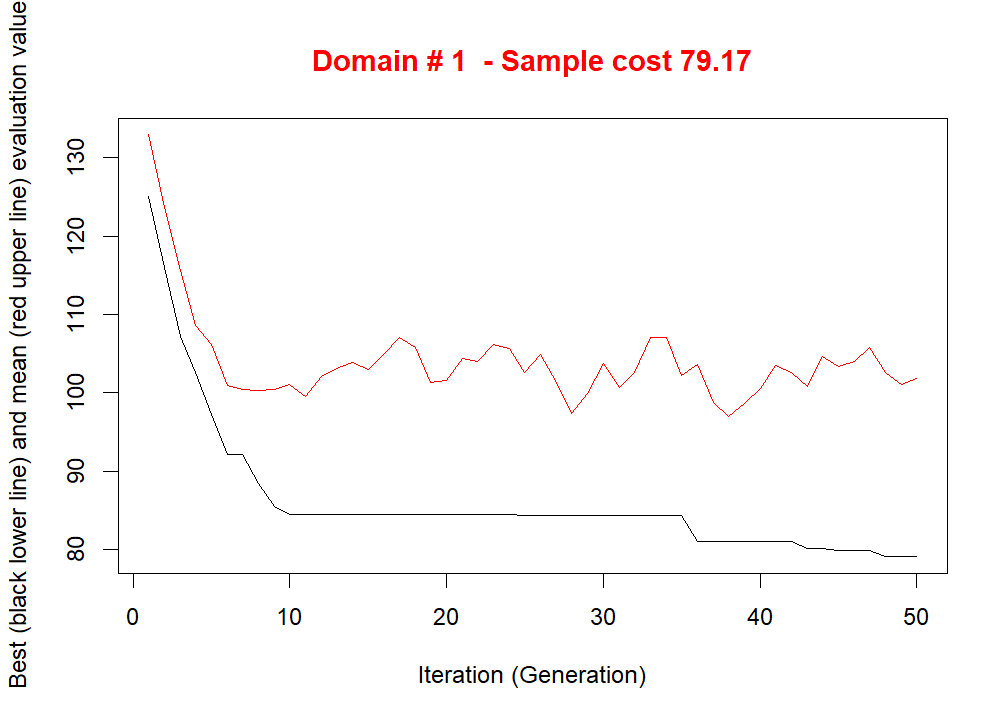 Domain # 1  - Sample cost 79.17
Best (black lower line) and mean (red upper line) evaluation value
130
120
110
100
90
80
0 10 20 30 40 50
Iteration (Generation)